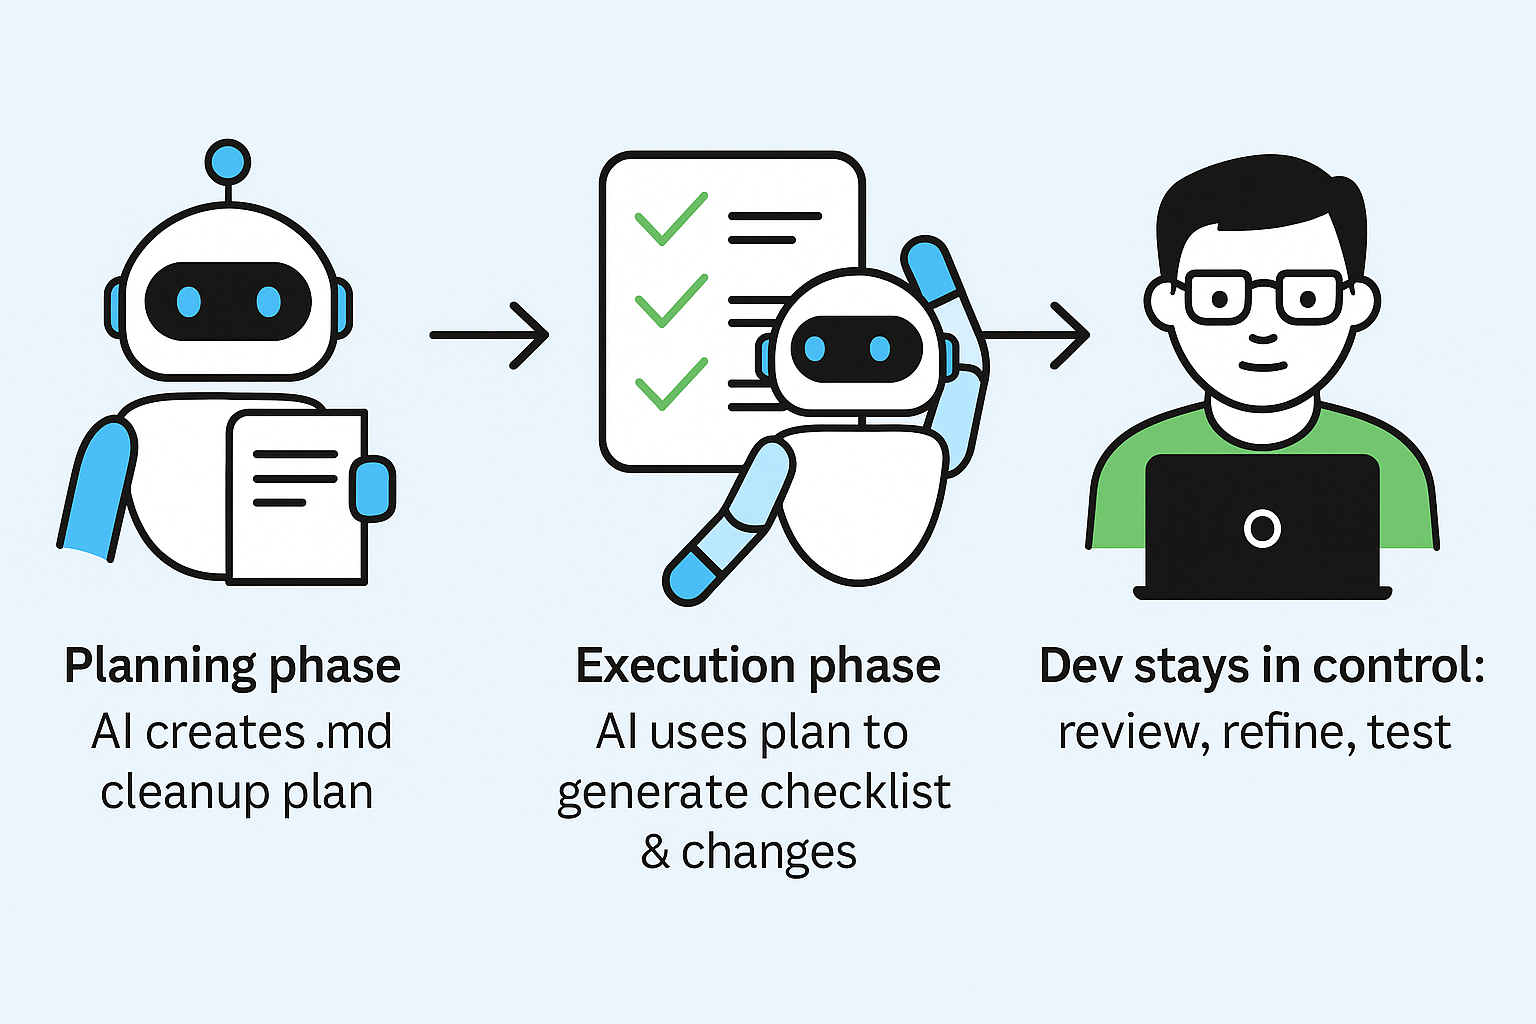 Planning phase
AI creates .md
cleanup plan
Execution phase
AI uses plan to
generate checklist
& changes
Dev stays in control:
review, refine, test